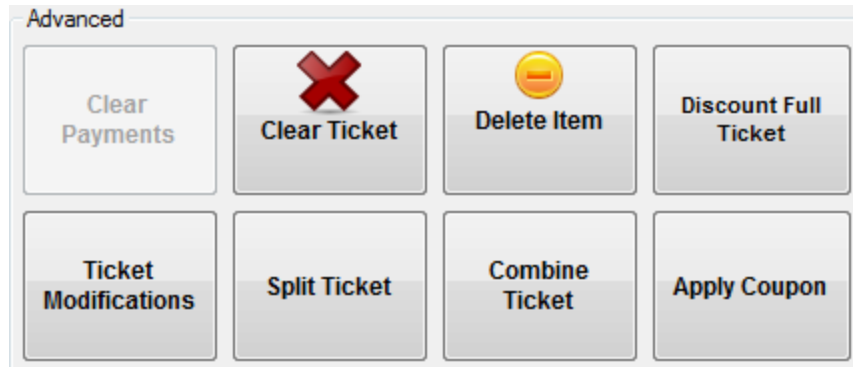 Advanced
Clear
Payments
Clear Ticket
Delete Item
Discount Full
Ticket
Ticket
Modifications
Split Ticket
Combine
Ticket
Apply Coupon